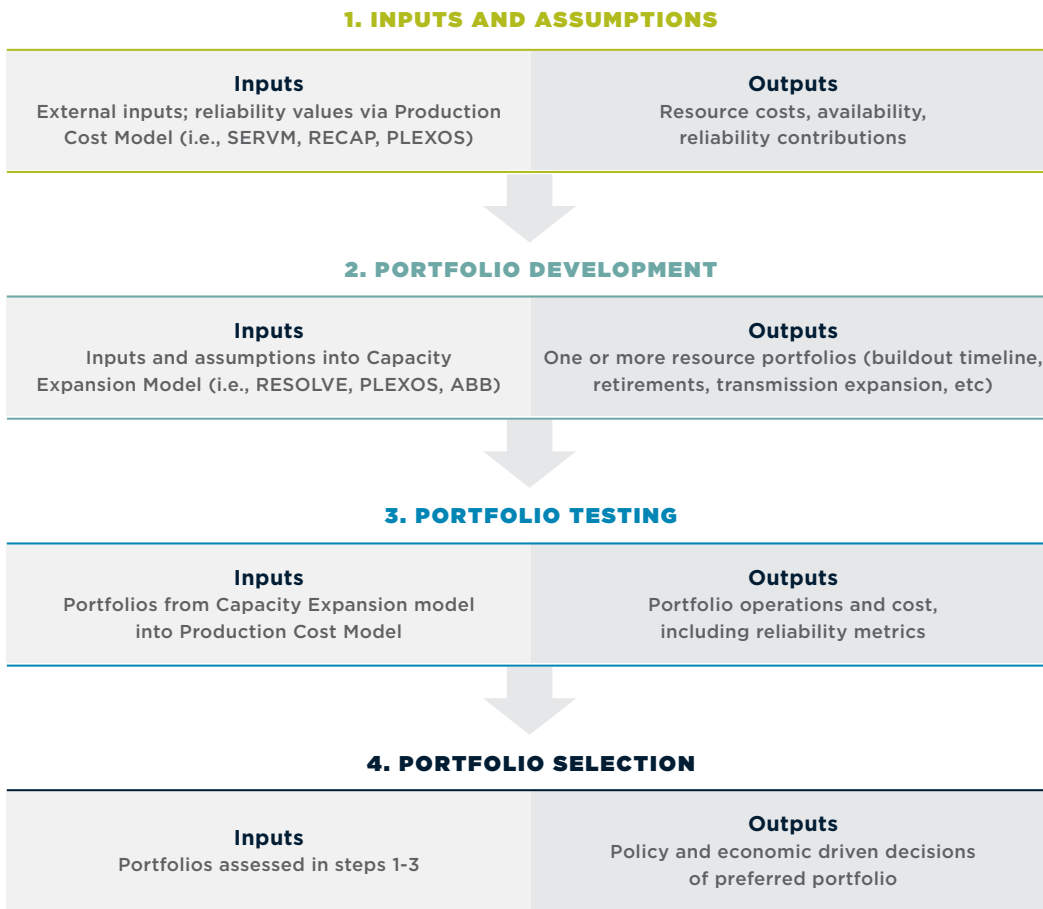 1. INPUTS AND ASSUMPTIONS
Inputs
External inputs; reliability values via Production
Cost Model (i.e., SERVM, RECAP, PLEXOS)
Outputs
Resource costs, availability,
reliability contributions
2. PORTFOLIO DEVELOPMENT
Inputs
Inputs and assumptions into Capacity
Expansion Model (i.e., RESOLVE, PLEXOS, ABB)
Outputs
One or more resource portfolios (buildout timeline,
retirements, transmission expansion, etc)
3. PORTFOLIO TESTING
Inputs
Portfolios from Capacity Expansion model
into Production Cost Model
Outputs
Portfolio operations and cost,
including reliability metrics
4. PORTFOLIO SELECTION
Inputs
Portfolios assessed in steps 1-3
Outputs
Policy and economic driven decisions
of preferred portfolio